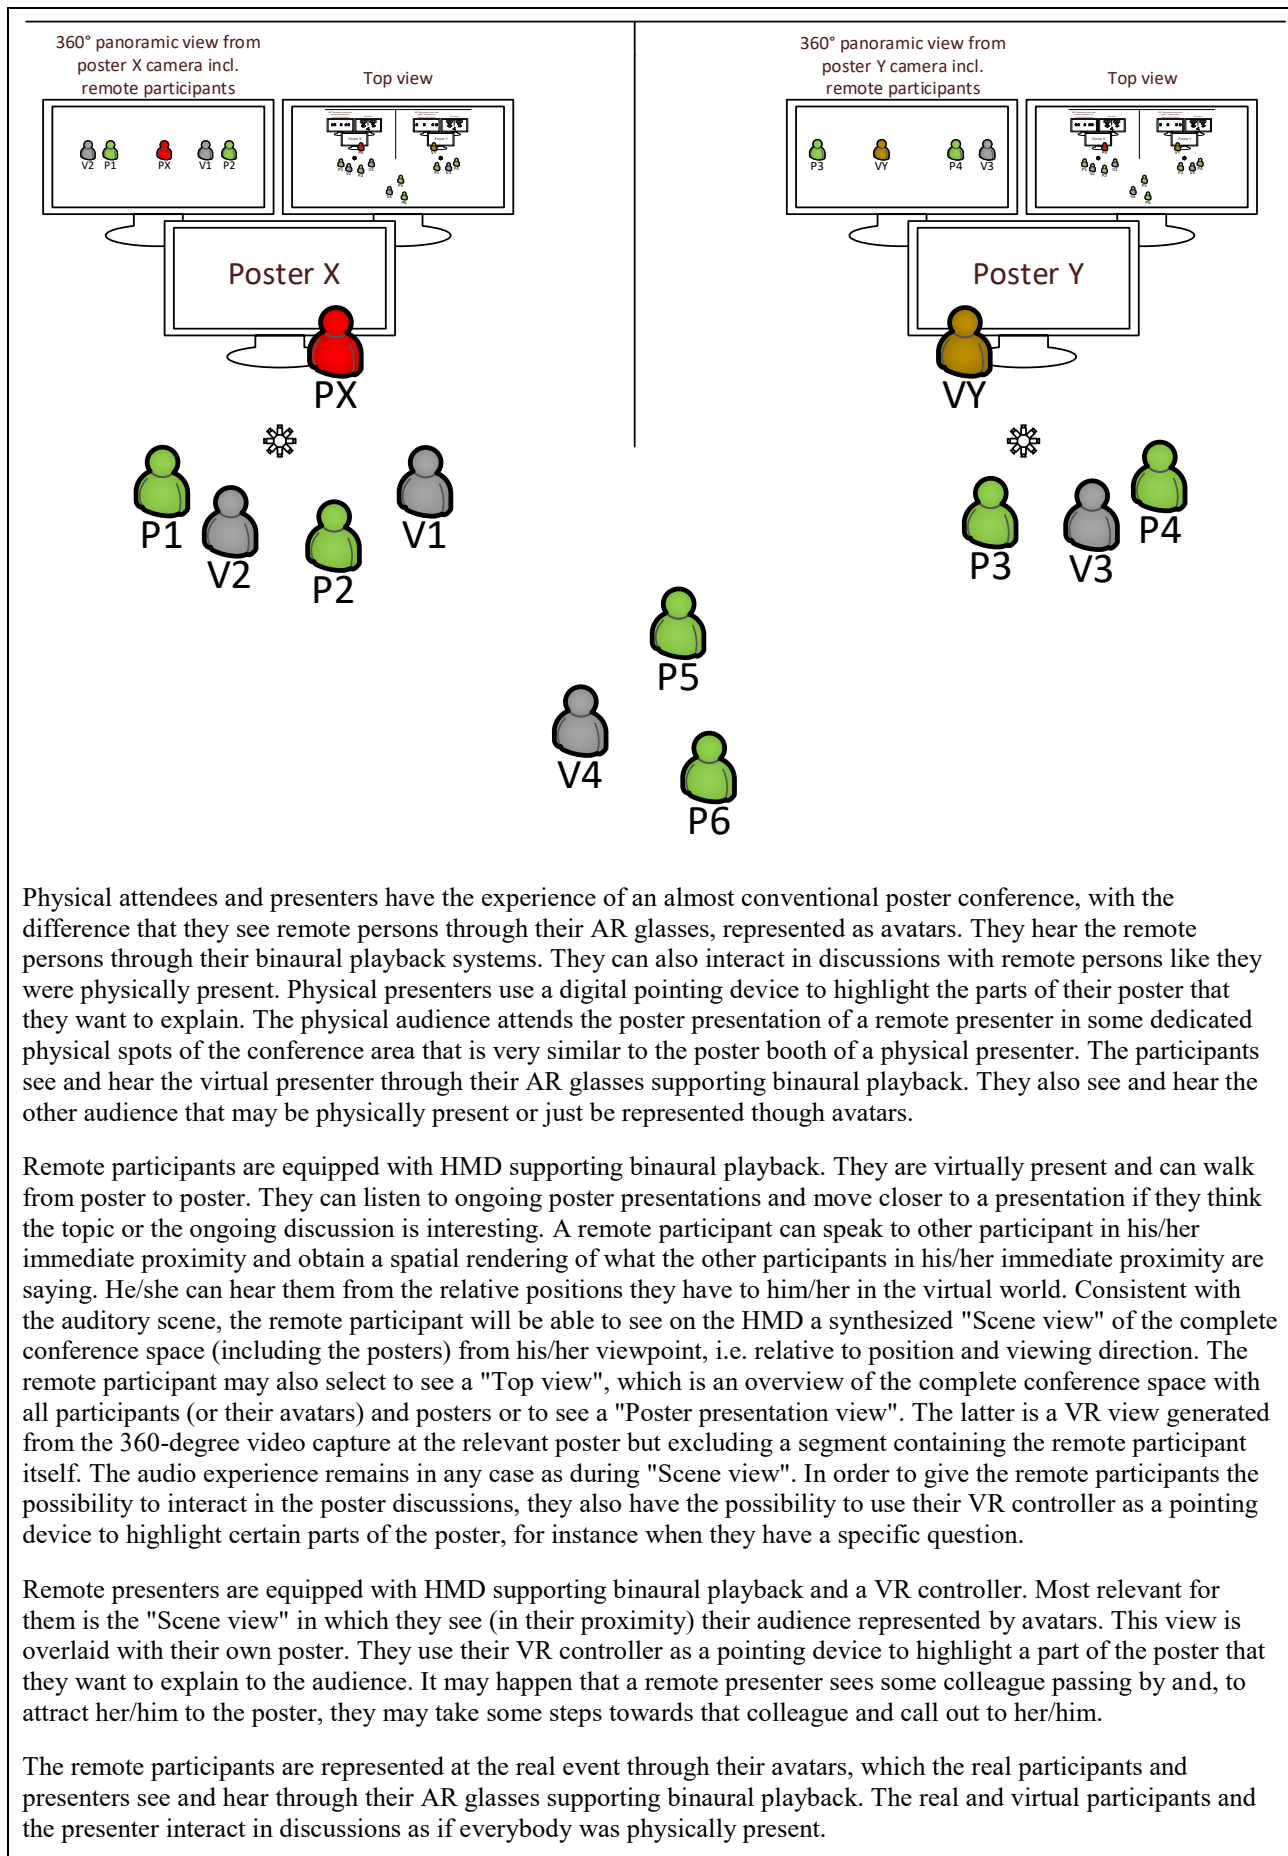 360° panoramic view from
poster X camera incl.
remote participants
Top view
360° panoramic view from
poster Y camera incl.
remote participants
Top view
V2 P1 PX V1 P2
P3 VY P4 V3
Poster X
Poster Y
PX
VY
P1
V2
P2
V1
P3
V3
P4
P5
V4
P6
Physical attendees and presenters have the experience of an almost conventional poster conference, with the
difference that they see remote persons through their AR glasses, represented as avatars. They hear the remote
persons through their binaural playback systems. They can also interact in discussions with remote persons like they
were physically present. Physical presenters use a digital pointing device to highlight the parts of their poster that
they want to explain. The physical audience attends the poster presentation of a remote presenter in some dedicated
physical spots of the conference area that is very similar to the poster booth of a physical presenter. The participants
see and hear the virtual presenter through their AR glasses supporting binaural playback. They also see and hear the
other audience that may be physically present or just be represented though avatars.
Remote participants are equipped with HMD supporting binaural playback. They are virtually present and can walk
from poster to poster. They can listen to ongoing poster presentations and move closer to a presentation if they think
the topic or the ongoing discussion is interesting. A remote participant can speak to other participant in his/her
immediate proximity and obtain a spatial rendering of what the other participants in his/her immediate proximity are
saying. He/she can hear them from the relative positions they have to him/her in the virtual world. Consistent with
the auditory scene, the remote participant will be able to see on the HMD a synthesized "Scene view" of the complete
conference space (including the posters) from his/her viewpoint, i.e. relative to position and viewing direction. The
remote participant may also select to see a "Top view", which is an overview of the complete conference space with
all participants (or their avatars) and posters or to see a "Poster presentation view". The latter is a VR view generated
from the 360-degree video capture at the relevant poster but excluding a segment containing the remote participant
itself. The audio experience remains in any case as during "Scene view". In order to give the remote participants the
possibility to interact in the poster discussions, they also have the possibility to use their VR controller as a pointing
device to highlight certain parts of the poster, for instance when they have a specific question.
Remote presenters are equipped with HMD supporting binaural playback and a VR controller. Most relevant for
them is the "Scene view" in which they see (in their proximity) their audience represented by avatars. This view is
overlaid with their own poster. They use their VR controller as a pointing device to highlight a part of the poster that
they want to explain to the audience. It may happen that a remote presenter sees some colleague passing by and, to
attract her/him to the poster, they may take some steps towards that colleague and call out to her/him.
The remote participants are represented at the real event through their avatars, which the real participants and
presenters see and hear through their AR glasses supporting binaural playback. The real and virtual participants and
the presenter interact in discussions as if everybody was physically present.